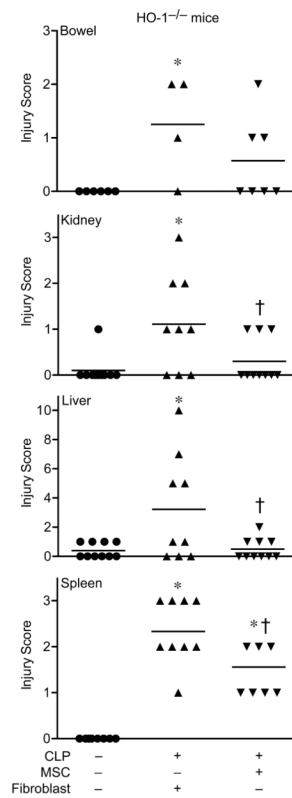 HO-1–/– mice
Bowel
Injury Score
3
2
1
0
*
Kidney
Injury Score
3
2
1
0
*
†
Liver
Injury Score
10
8
6
4
2
0
*
†
Spleen
Injury Score
3
2
1
0
*
*†
CLP – + +
MSC – – +
Fibroblast – + –